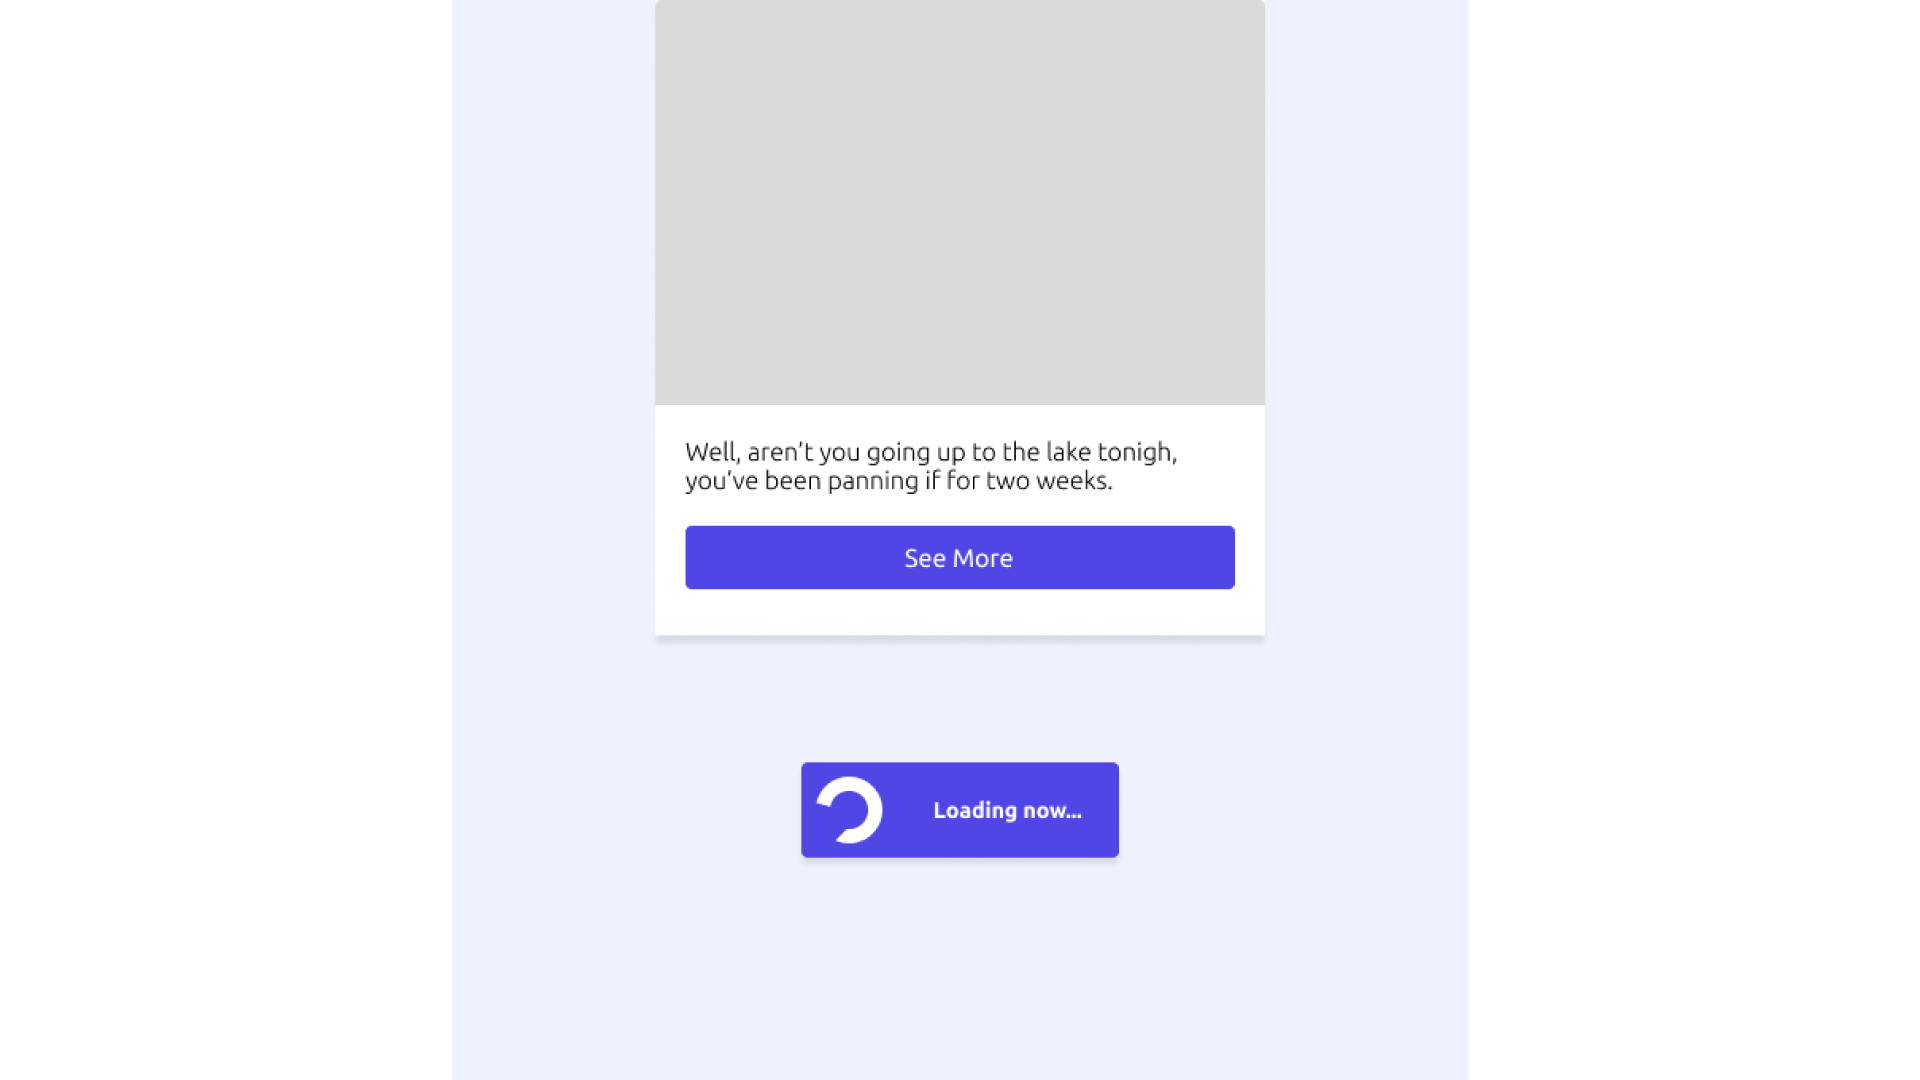 Well, aren’t you going up to the lake tonigh,
you’ve been panning if for two weeks.
See More
Loading now...